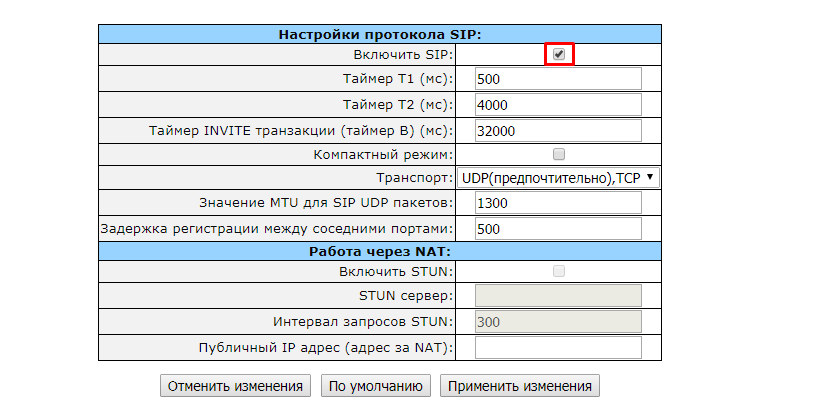 Настройки протокола SIP:
Включить SIP:
Таймер T1 (мс): 500
Таймер T2 (мс): 4000
Таймер INVITE транзакции (таймер B) (мс): 32000
Компактный режим:
Транспорт: UDP(предпочтительно),TCP
Значение MTU для SIP UDP пакетов: 1300
Задержка регистрации между соседними портами: 500
Работа через NAT:
Включить STUN:
STUN сервер:
Интервал запросов STUN: 300
Публичный IP адрес (адрес за NAT):
Отменить изменения По умолчанию Применить изменения